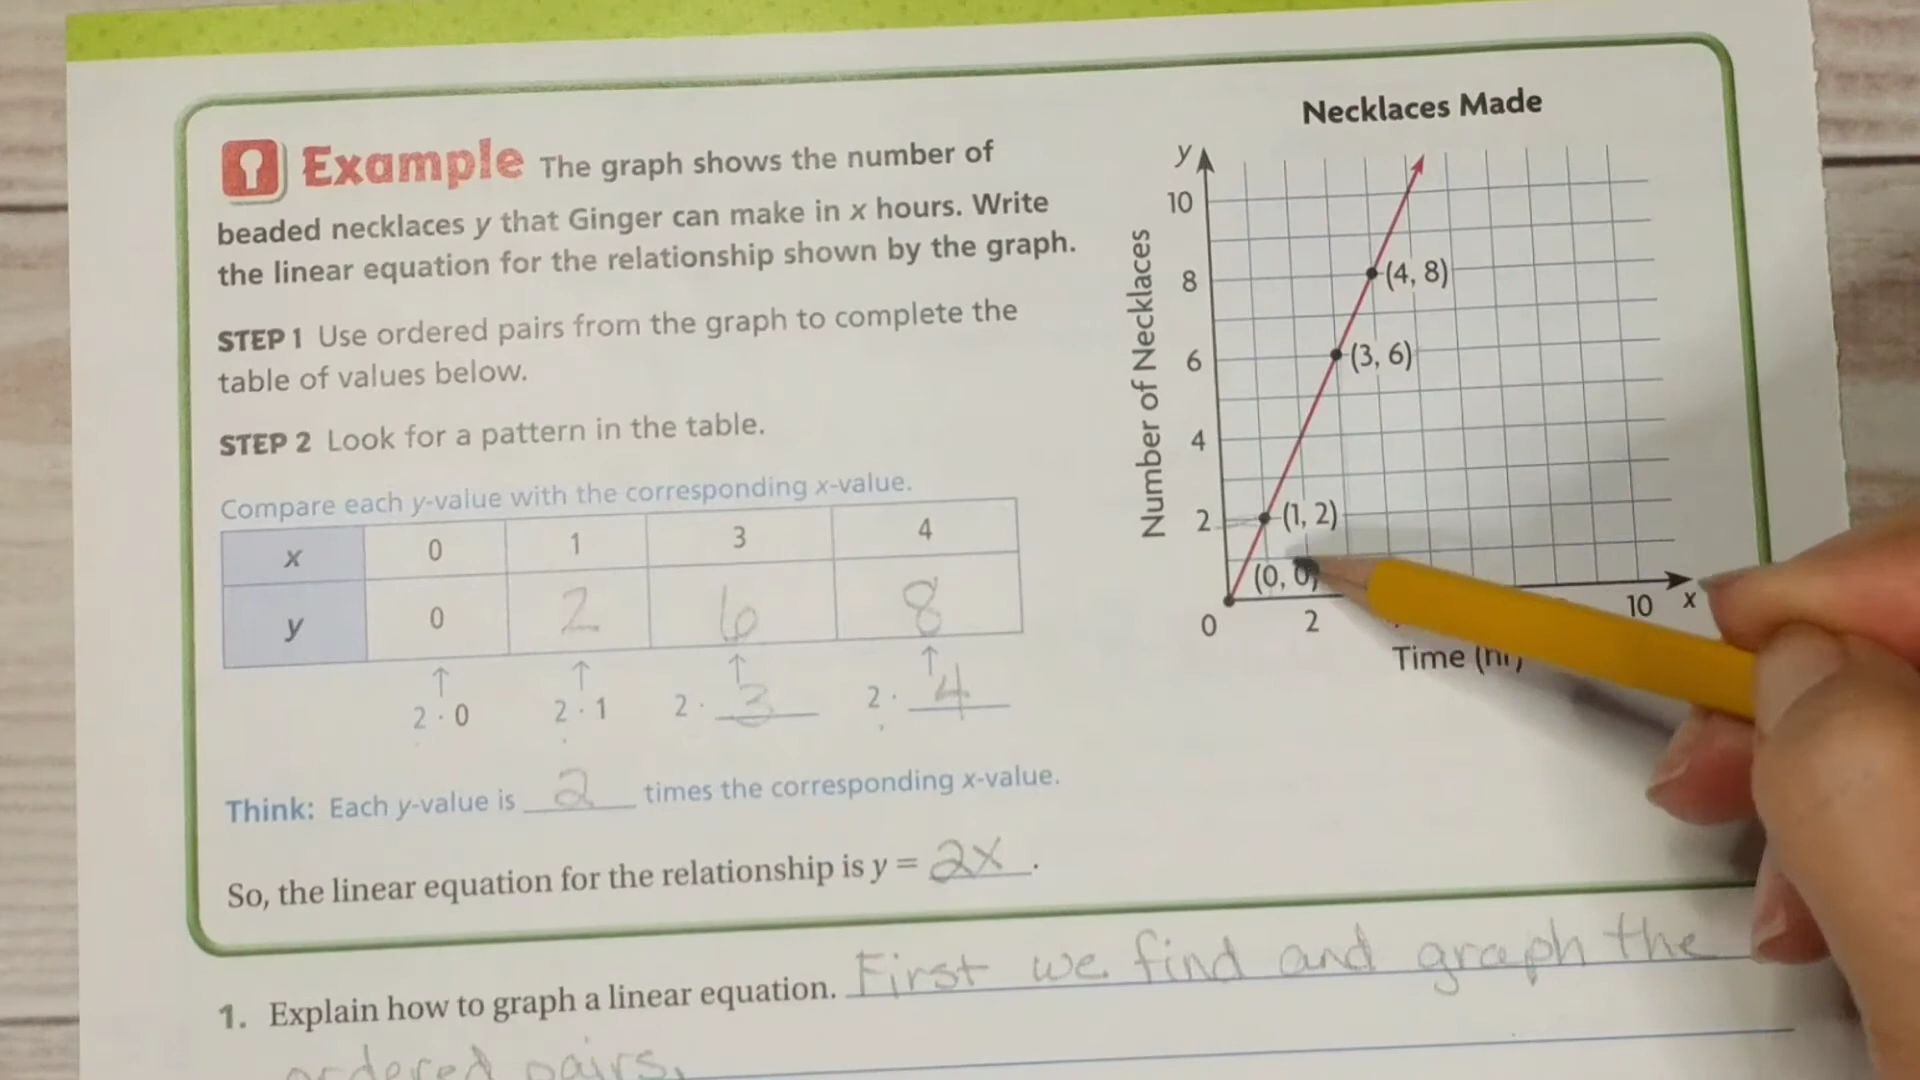 Example The graph shows the number of
beaded necklaces y that Ginger can make in x hours. Write
the linear equation for the relationship shown by the graph.
STEP 1 Use ordered pairs from the graph to complete the
table of values below.
STEP 2 Look for a pattern in the table.
Compare each y-value with the corresponding x-value.
x 0 1 3 4
y 0 2 6 8
↑ ↑ ↑ ↑
2 · 0 2 · 1 2 · 3 2 · 4
Think: Each y-value is 2 times the corresponding x-value.
So, the linear equation for the relationship is y = 2x.
Necklaces Made
y
10
8
6
4
2
0
Number of Necklaces
(4, 8)
(3, 6)
(1, 2)
(0, 0)
2
10
x
Time (hr)
1. Explain how to graph a linear equation. First we find and graph the
ordered pairs.